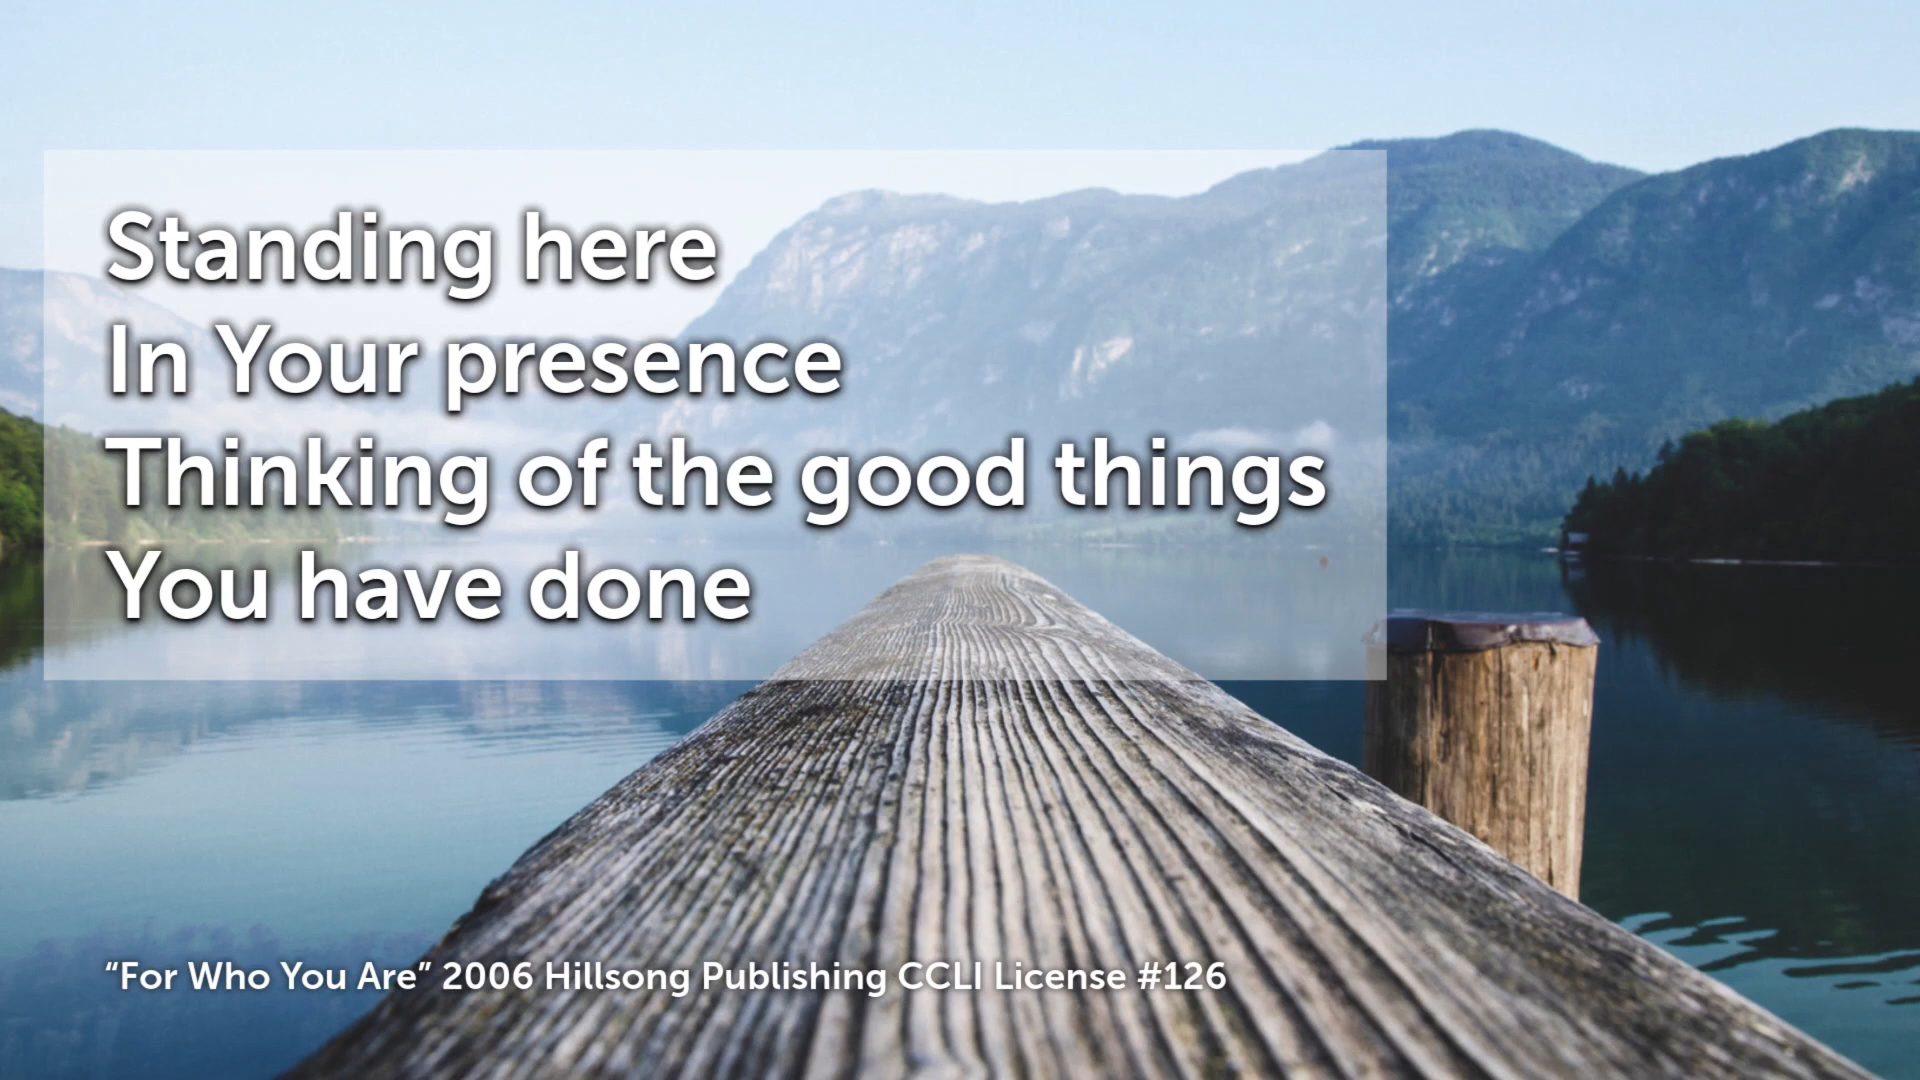 Standing here
In Your presence
Thinking of the good things
You have done
“For Who You Are” 2006 Hillsong Publishing CCLI License #126